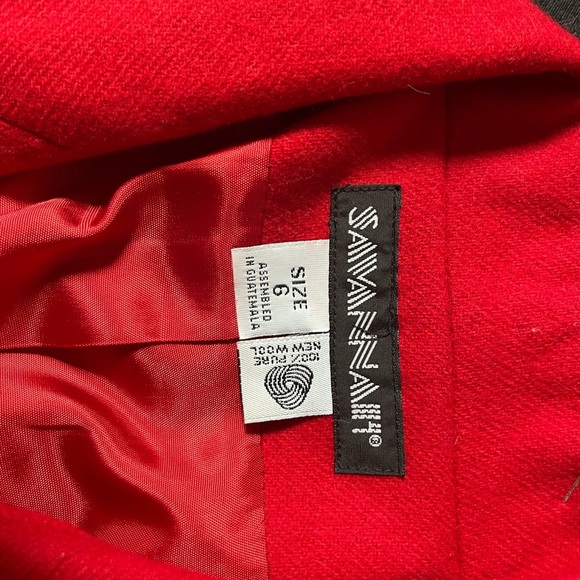 SAVANNAH®
SIZE
6
ASSEMBLED
IN GUATEMALA
100% PURE
NEW WOOL